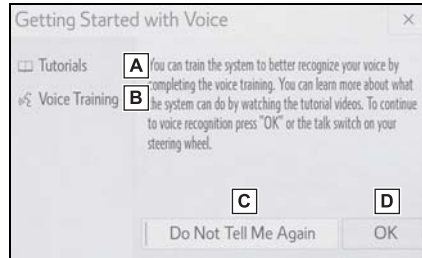 Getting Started with Voice ×
Tutorials A
Voice Training B
You can train the system to better recognize your voice by
completing the voice training. You can learn more about what
the system can do by watching the tutorial videos. To continue
to voice recognition press "OK" or the talk switch on your
steering wheel.
C D
Do Not Tell Me Again OK